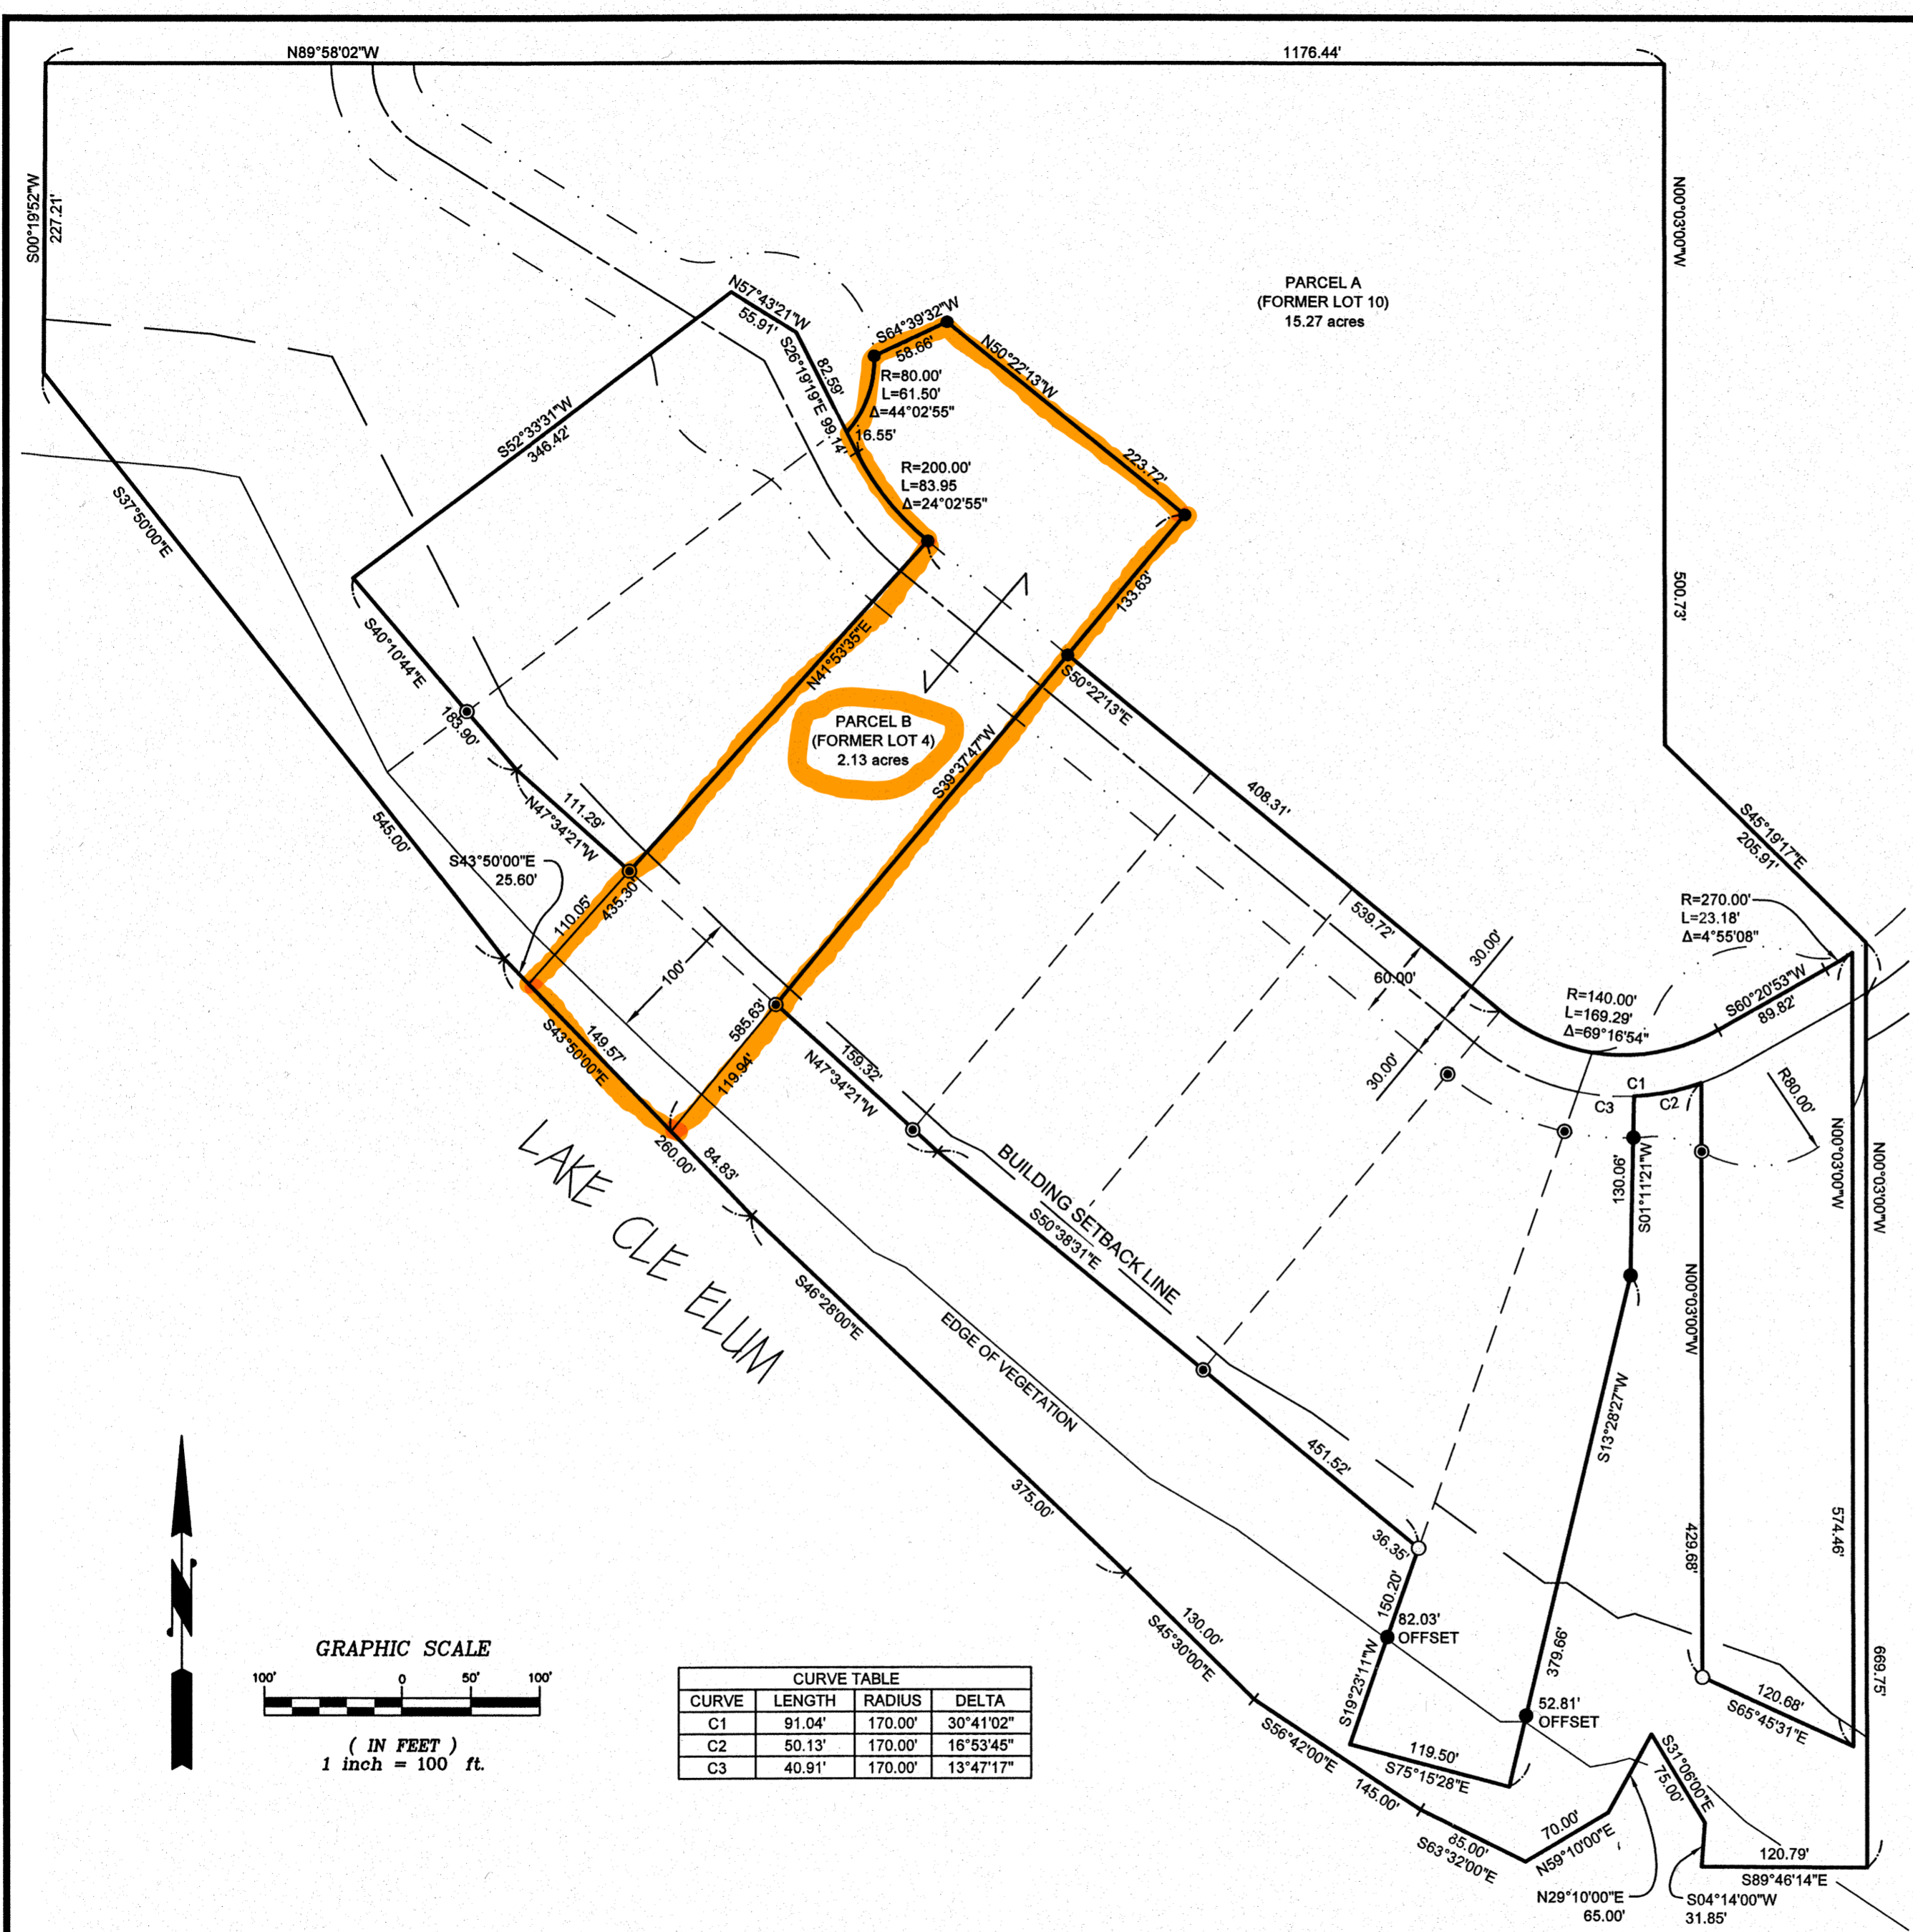 N89°58'02"W
1176.44'
S00°19'52"W
227.21'
N00°03'00"W
500.73'
PARCEL A
(FORMER LOT 10)
15.27 acres
N57°43'21"W
55.91'
S26°19'19"E 99.14'
82.59'
S64°39'32"W
58.66'
R=80.00'
L=61.50'
Δ=44°02'55"
16.55'
N50°22'13"W
223.72'
R=200.00'
L=83.95
Δ=24°02'55"
S52°33'31"W
346.42'
S37°50'00"E
545.00'
133.63'
S40°10'44"E
183.90'
N41°53'35"E
435.30'
S50°22'13"E
PARCEL B
(FORMER LOT 4)
2.13 acres
S39°37'47"W
585.63'
408.31'
539.72'
111.29'
N47°34'21"W
S43°50'00"E
25.60'
110.05'
100'
S45°19'17"E
205.91'
R=270.00'
L=23.18'
Δ=4°55'08"
30.00'
60.00'
30.00'
R=140.00'
L=169.29'
Δ=69°16'54"
S60°20'53"W
89.82'
149.57'
S43°50'00"E
119.94'
159.32'
N47°34'21"W
C1
C3
C2
R80.00'
260.00'
84.83'
LAKE CLE ELUM
130.06'
S01°11'21"W
N00°03'00"W
N00°03'00"W
BUILDING SETBACK LINE
S50°38'31"E
N00°03'00"W
S46°28'00"E
EDGE OF VEGETATION
S13°28'27"W
451.52'
375.00'
36.35'
429.68'
574.46'
150.20'
82.03'
OFFSET
S19°23'11"W
379.66'
669.75'
130.00'
S45°30'00"E
120.68'
S65°45'31"E
52.81'
OFFSET
S56°42'00"E
145.00'
119.50'
S75°15'28"E
S31°06'00"E
75.00'
70.00'
N59°10'00"E
85.00'
S63°32'00"E
120.79'
S89°46'14"E
N29°10'00"E
65.00'
S04°14'00"W
31.85'
N
GRAPHIC SCALE
100' 0 50' 100'
( IN FEET )
1 inch = 100 ft.
CURVE TABLE
CURVE LENGTH RADIUS DELTA
C1 91.04' 170.00' 30°41'02"
C2 50.13' 170.00' 16°53'45"
C3 40.91' 170.00' 13°47'17"